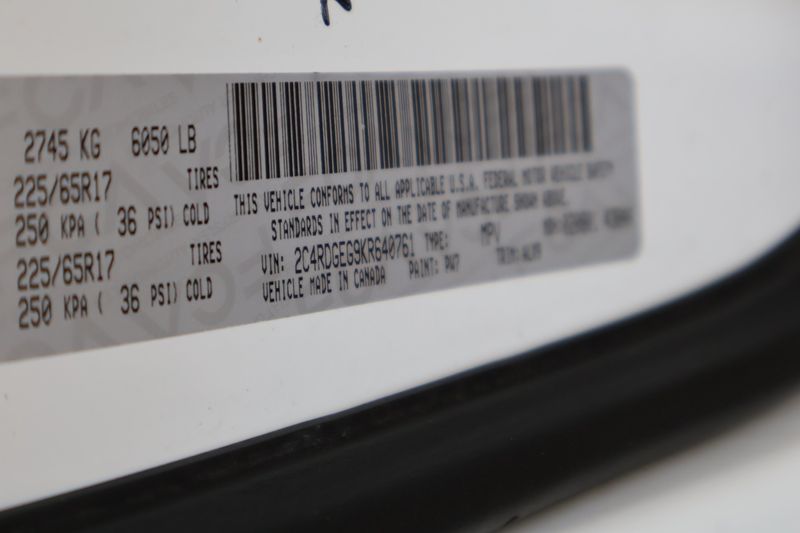 2745 KG 6050 LB
225/65R17 TIRES
250 KPA ( 36 PSI) COLD
225/65R17 TIRES
250 KPA ( 36 PSI) COLD
THIS VEHICLE CONFORMS TO ALL APPLICABLE U.S.A. FEDERAL MOTOR VEHICLE SAFETY
STANDARDS IN EFFECT ON THE DATE OF MANUFACTURE SHOWN ABOVE.
VIN: 2C4RDGEG9KR640761 TYPE: MPV
VEHICLE MADE IN CANADA PAINT: PW7 TRIM: